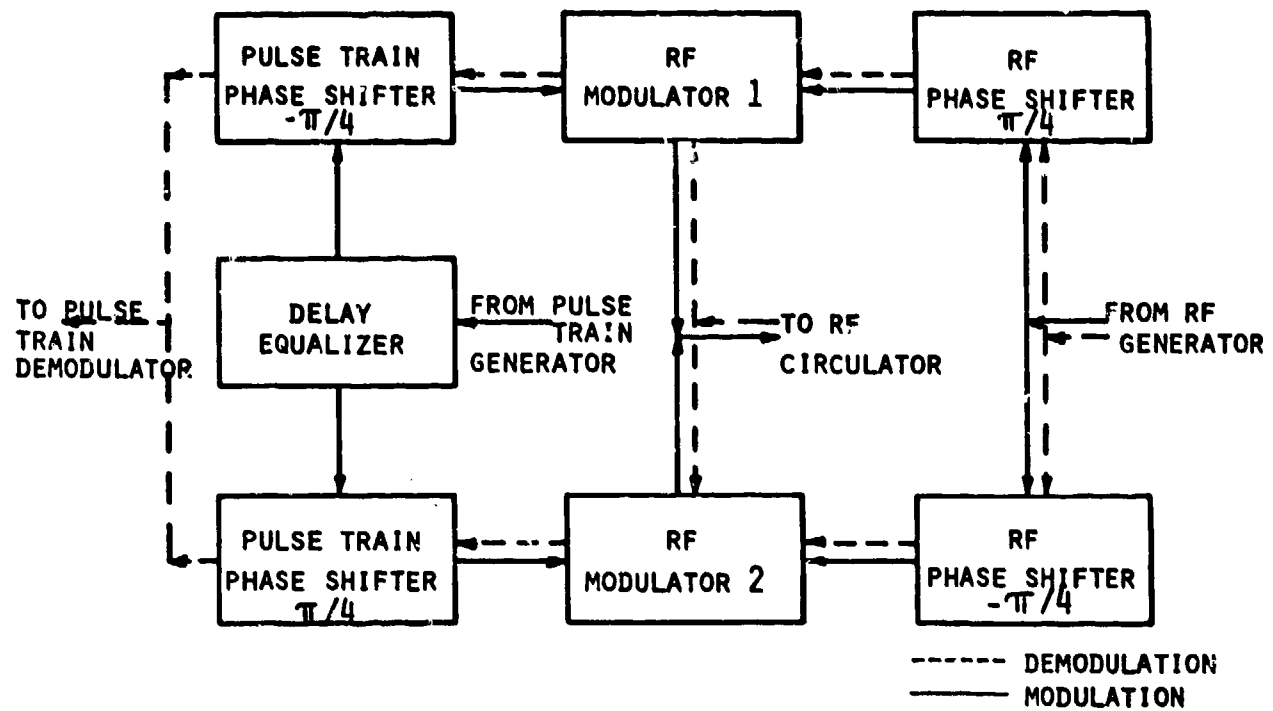 PULSE TRAIN
PHASE SHIFTER
-π/4
RF
MODULATOR 1
RF
PHASE SHIFTER
π/4
TO PULSE
TRAIN
DEMODULATOR
DELAY
EQUALIZER
FROM PULSE
TRAIN
GENERATOR
TO RF
CIRCULATOR
FROM RF
GENERATOR
PULSE TRAIN
PHASE SHIFTER
π/4
RF
MODULATOR 2
RF
PHASE SHIFTER
-π/4
DEMODULATION
MODULATION